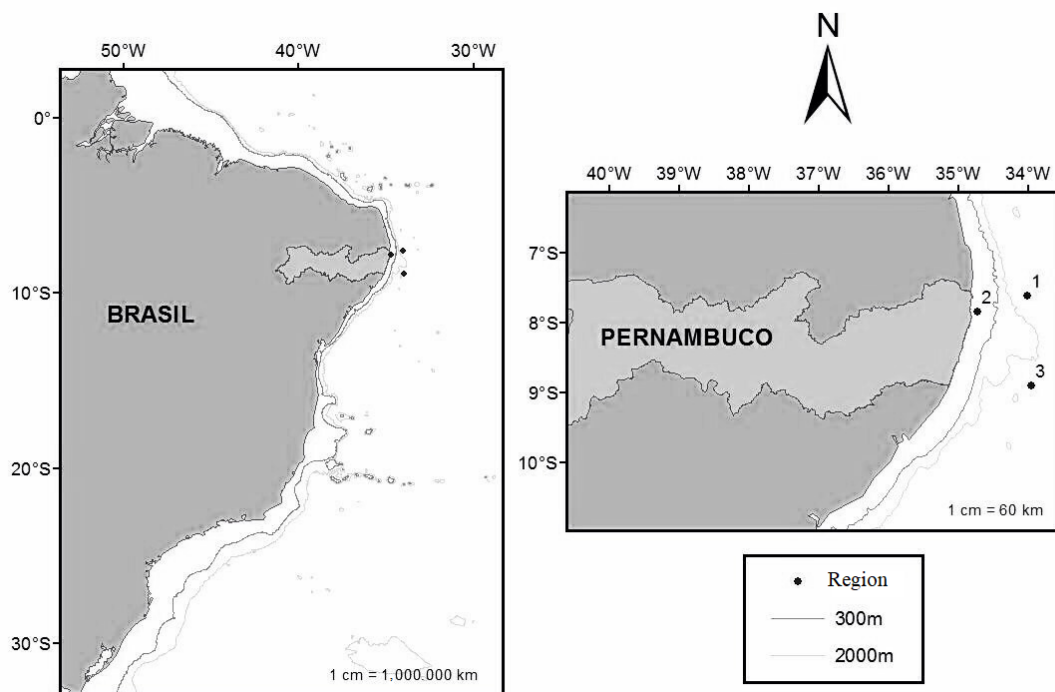 50°W 40°W 30°W
0°
10°S
20°S
30°S
BRASIL
1 cm = 1,000.000 km
N
40°W 39°W 38°W 37°W 36°W 35°W 34°W
7°S
8°S
9°S
10°S
PERNAMBUCO
1
2
3
1 cm = 60 km
Region
300m
2000m